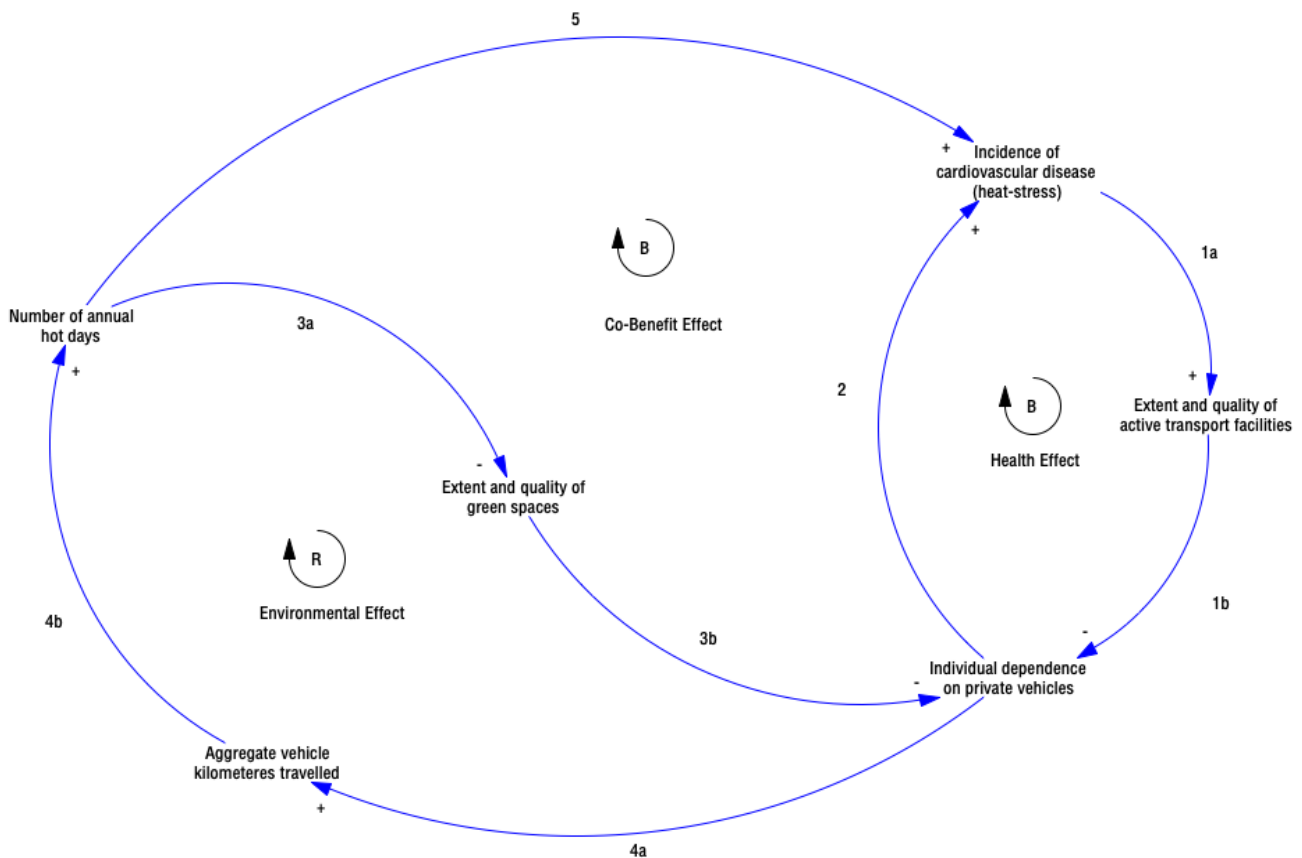 5
+
Incidence of
cardiovascular disease
(heat-stress)
+
1a
B
Co-Benefit Effect
Number of annual
hot days
+
3a
2
+
Extent and quality of
active transport facilities
B
Health Effect
-
Extent and quality of
green spaces
R
Environmental Effect
4b
3b
1b
-
-
Individual dependence
on private vehicles
Aggregate vehicle
kilometeres travelled
+
4a